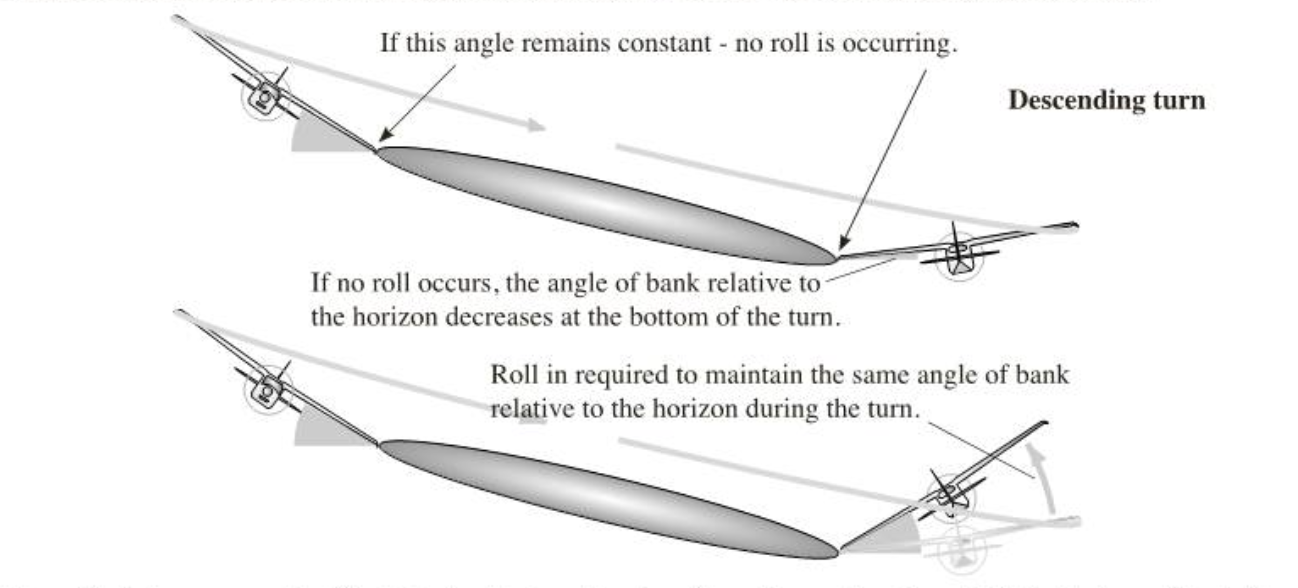 If this angle remains constant - no roll is occurring.
Descending turn
If no roll occurs, the angle of bank relative to
the horizon decreases at the bottom of the turn.
Roll in required to maintain the same angle of bank
relative to the horizon during the turn.